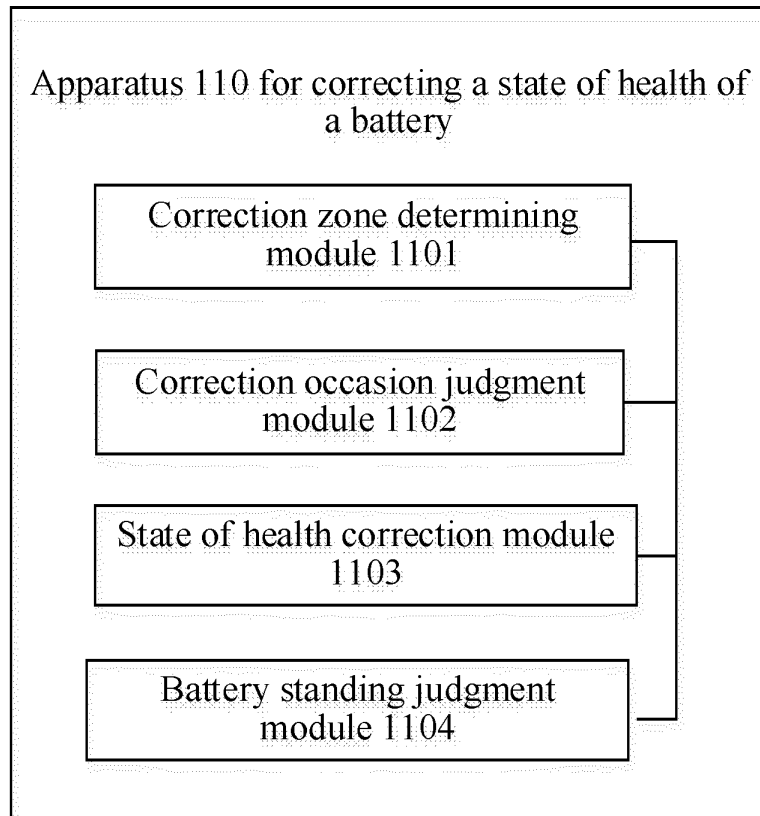 Apparatus 110 for correcting a state of health of
a battery
Correction zone determining
module 1101
Correction occasion judgment
module 1102
State of health correction module
1103
Battery standing judgment
module 1104